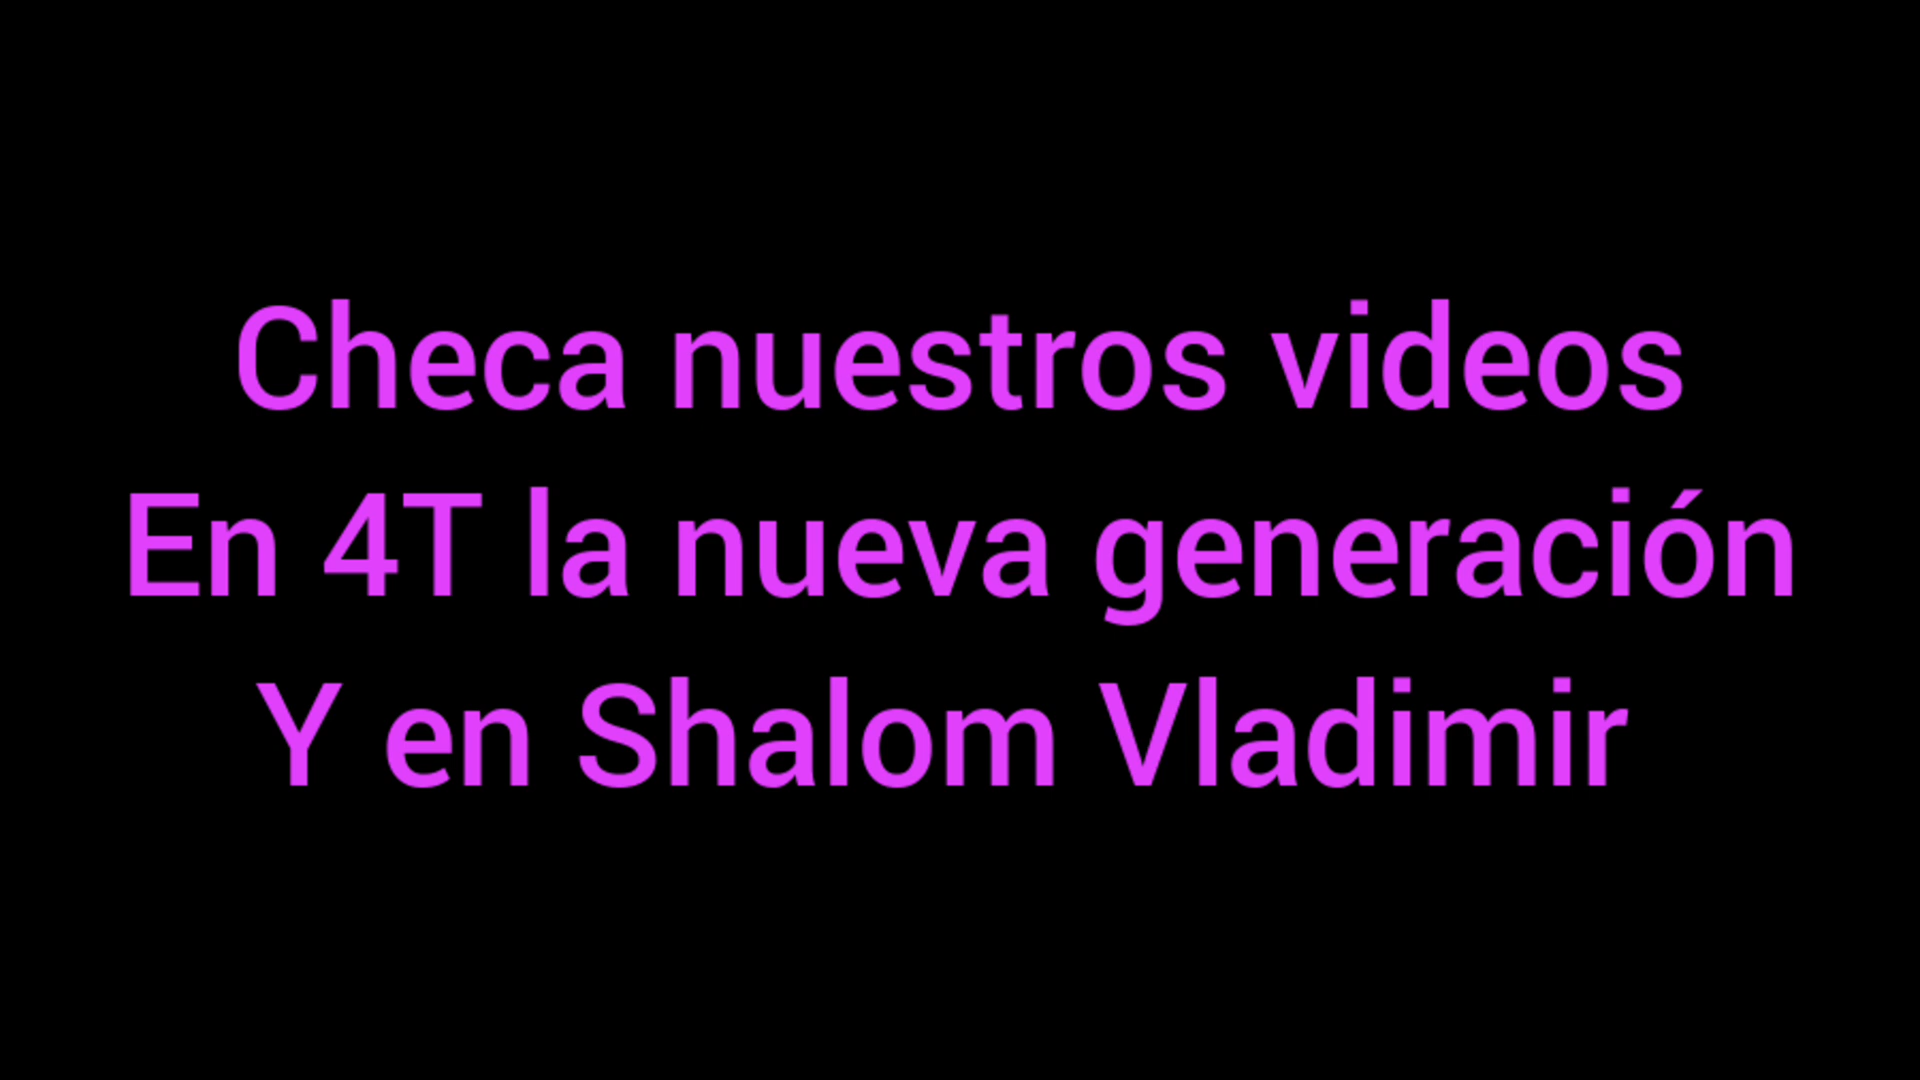 Checa nuestros videos
En 4T la nueva generación
Y en Shalom Vladimir